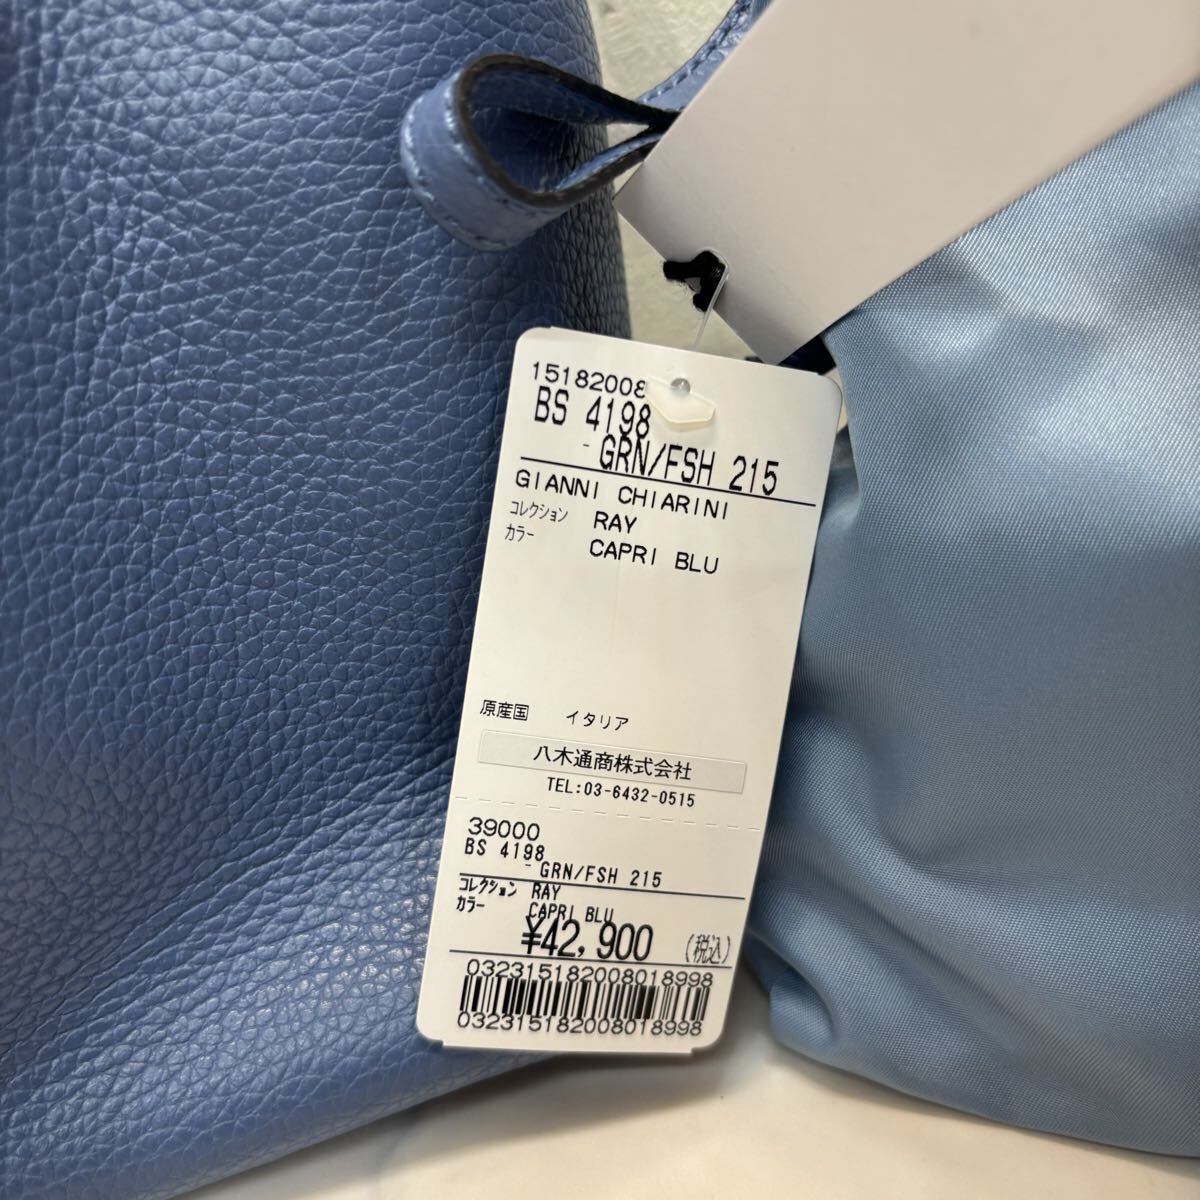 15182008
BS 4198
- GRN/FSH 215
GIANNI CHIARINI
コレクション RAY
カラー CAPRI BLU
原産国 イタリア
八木通商株式会社
TEL:03-6432-0515
39000
BS 4198
- GRN/FSH 215
コレクション RAY
カラー CAPRI BLU
¥42,900 (税込)
032315182008018998
032315182008018998